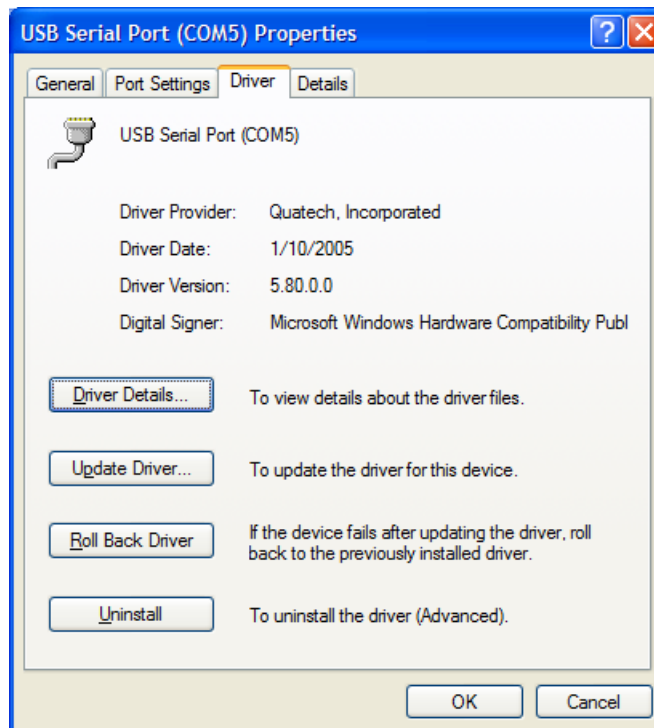 USB Serial Port (COM5) Properties
General Port Settings Driver Details
USB Serial Port (COM5)
Driver Provider: Quatech, Incorporated
Driver Date: 1/10/2005
Driver Version: 5.80.0.0
Digital Signer: Microsoft Windows Hardware Compatibility Publ
Driver Details... To view details about the driver files.
Update Driver... To update the driver for this device.
Roll Back Driver If the device fails after updating the driver, roll
back to the previously installed driver.
Uninstall To uninstall the driver (Advanced).
OK Cancel